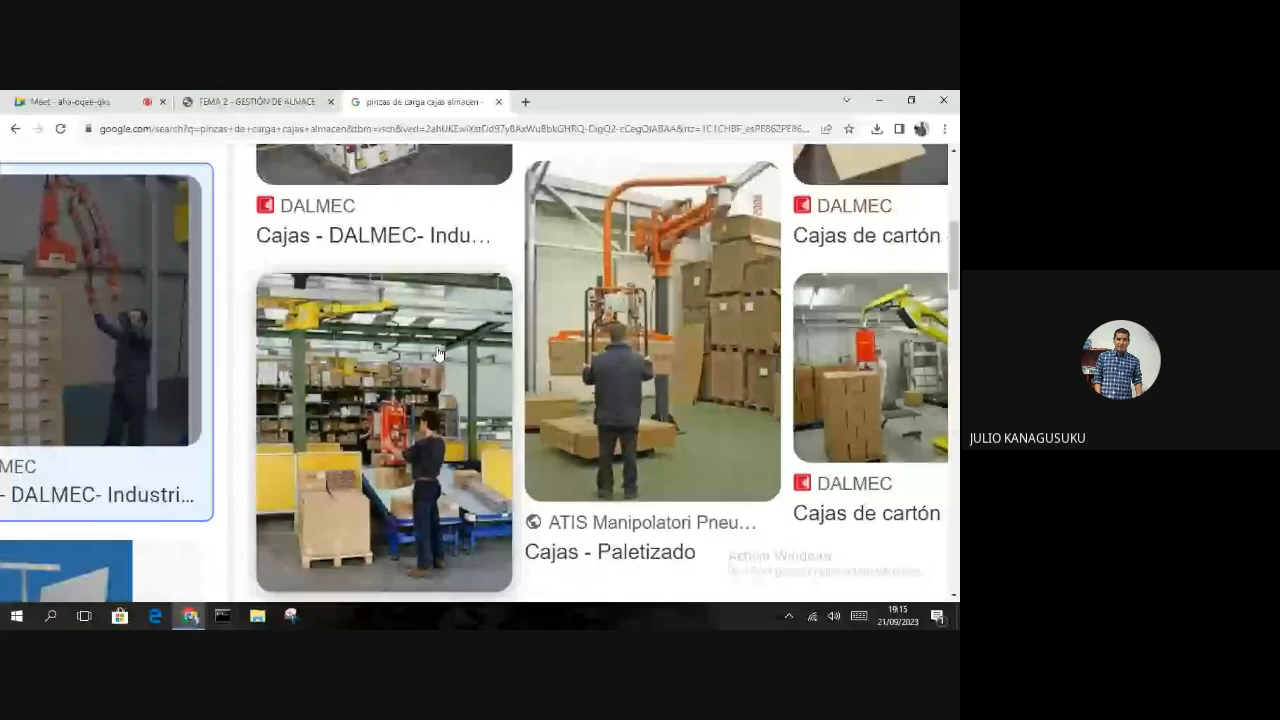 Meet - aha-oqee-qks
TEMA 2 - GESTIÓN DE ALMACE
pinzas de carga cajas almacen -
DALMEC
Cajas - DALMEC- Indu...
DALMEC
Cajas de cartón
MEC
- DALMEC- Industri...
ATIS Manipolatori Pneu...
Cajas - Paletizado
DALMEC
Cajas de cartón
Activar Windows
19:15
21/09/2023
JULIO KANAGUSUKU